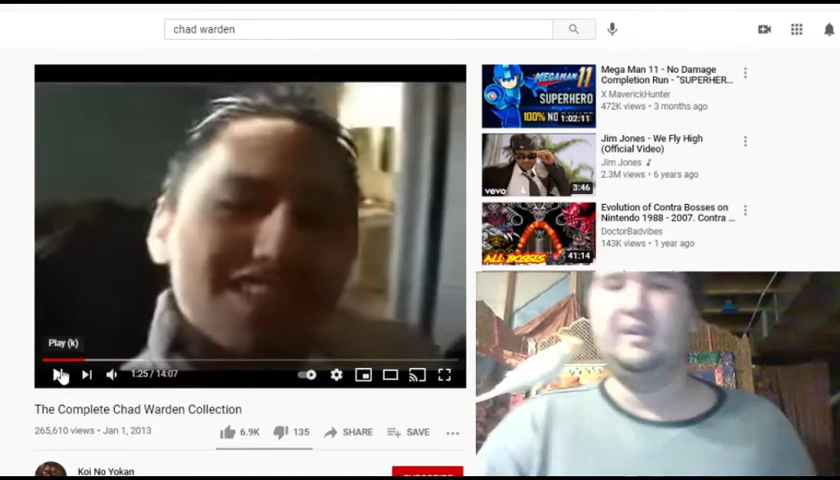 chad warden
Mega Man 11 - No Damage
Completion Run - "SUPERHER...
X MaverickHunter
472K views • 3 months ago
MEGAMAN 11
SUPERHERO
100% NO
1:02:11
Jim Jones - We Fly High
(Official Video)
Jim Jones
2.3M views • 6 years ago
vevo
3:46
Evolution of Contra Bosses on
Nintendo 1988 - 2007. Contra ...
DoctorBadvibes
143K views • 1 year ago
ALL BOSSES
41:14
Play (k)
1:25 / 14:07
The Complete Chad Warden Collection
265,610 views • Jan 1, 2013
6.9K
135
SHARE
SAVE
Koi No Yokan